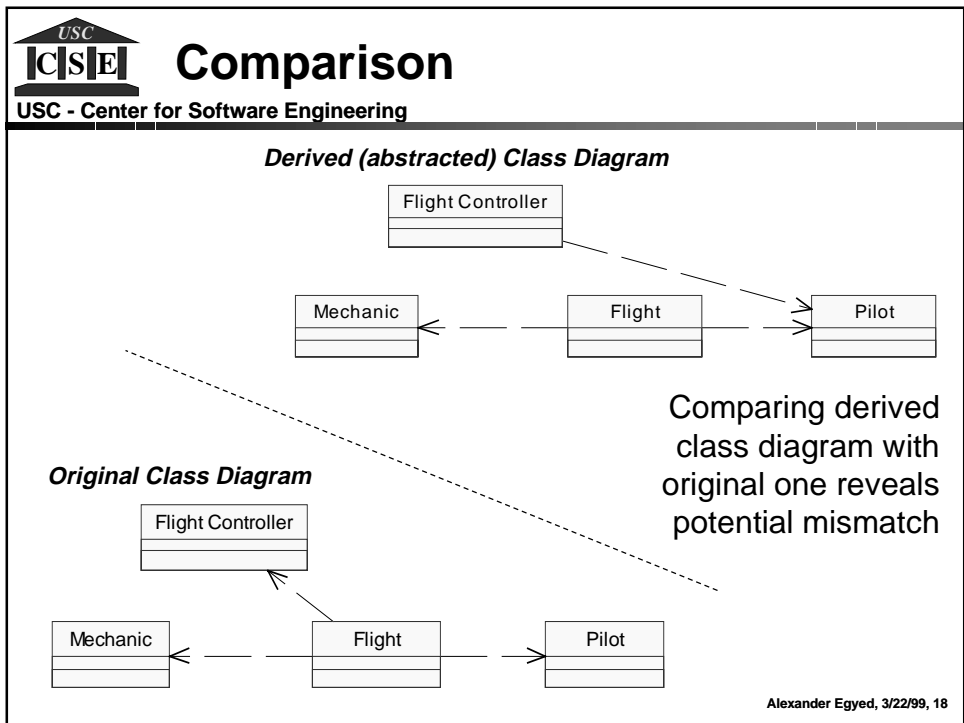 USC
C S E
Comparison
USC - Center for Software Engineering
Derived (abstracted) Class Diagram
Flight Controller
Mechanic
Flight
Pilot
Comparing derived
class diagram with
original one reveals
potential mismatch
Original Class Diagram
Flight Controller
Mechanic
Flight
Pilot
Alexander Egyed, 3/22/99, 18